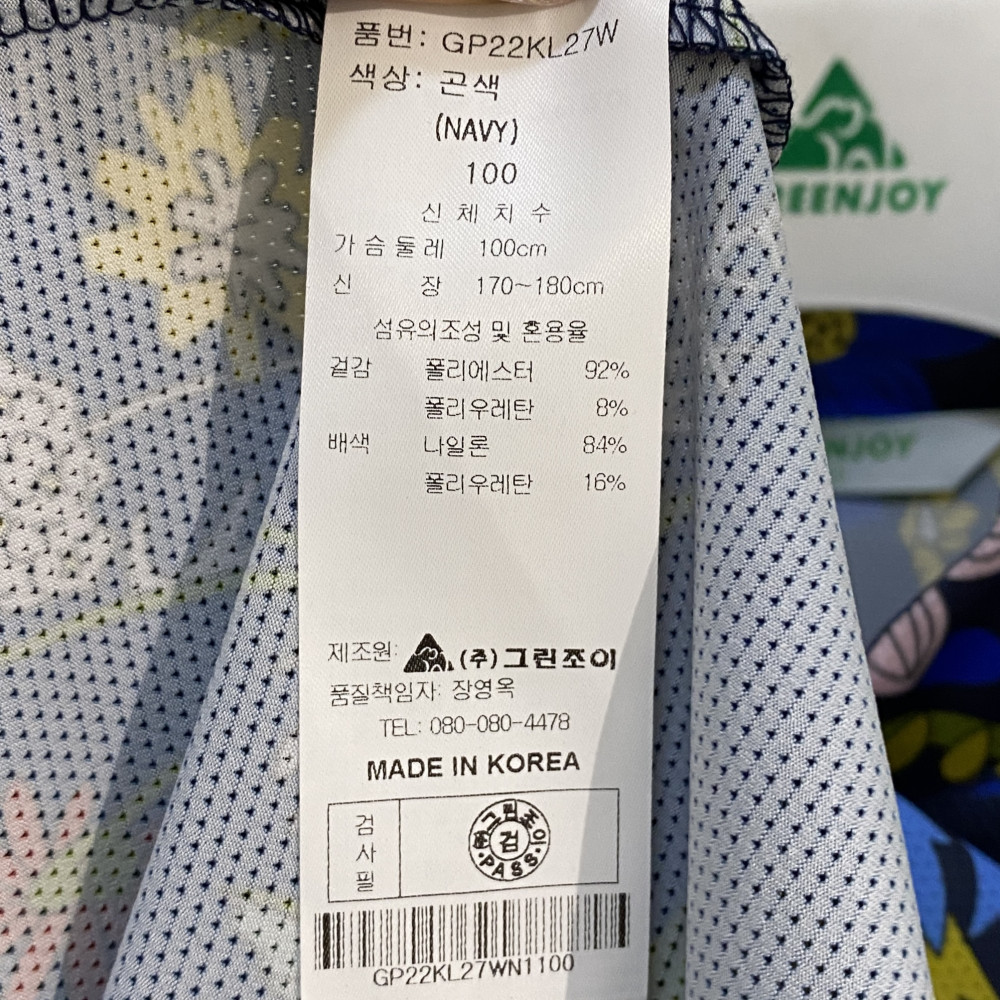 품번: GP22KL27W
색상: 곤색
(NAVY)
100
신 체 치 수
가슴둘레 100cm
신 장 170~180cm
섬유의조성 및 혼용율
겉감 폴리에스터 92%
폴리우레탄 8%
배색 나일론 84%
폴리우레탄 16%
제조원: (주)그린조이
품질책임자: 장영옥
TEL: 080-080-4478
MADE IN KOREA
검사필
㈜그린조이
검
PASS
GP22KL27WN1100
REENJOY
NJOY